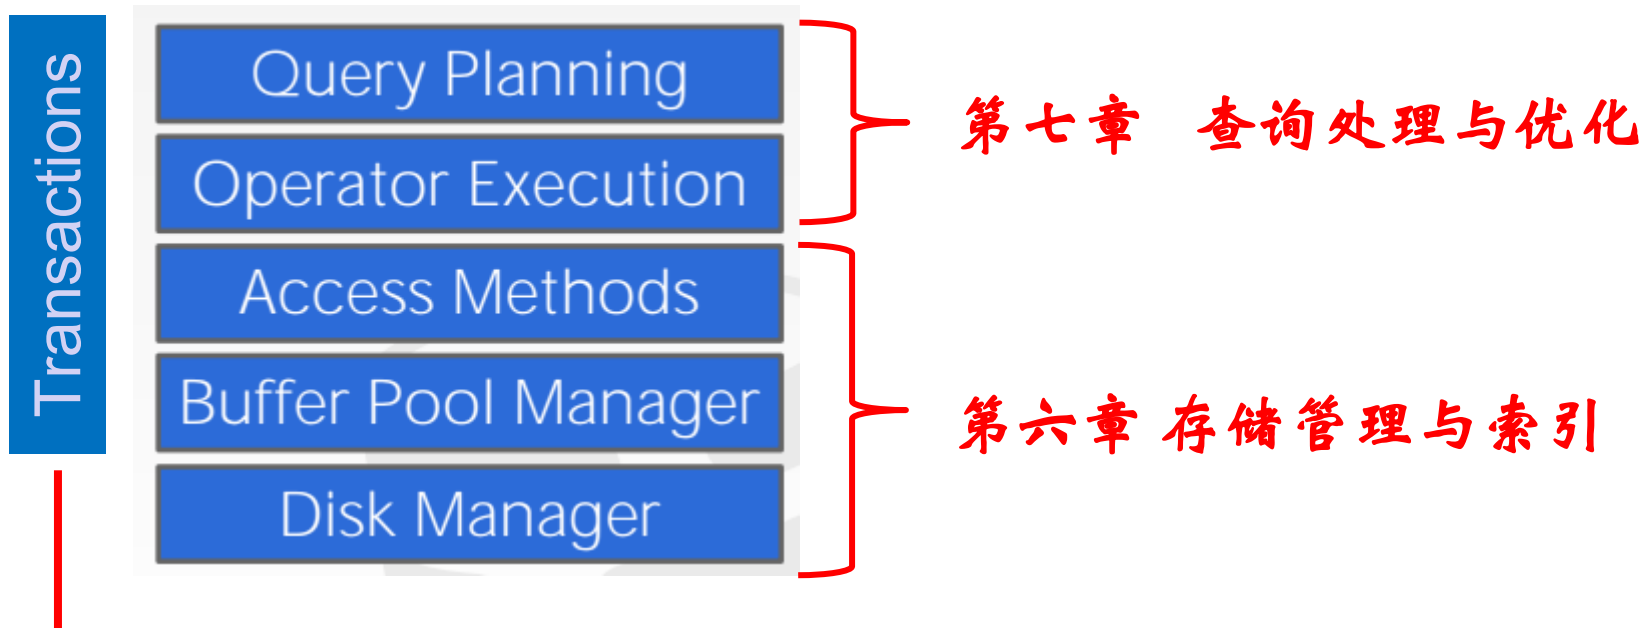 Transactions
Query Planning
Operator Execution
Access Methods
Buffer Pool Manager
Disk Manager
第七章 查询处理与优化
第六章 存储管理与索引